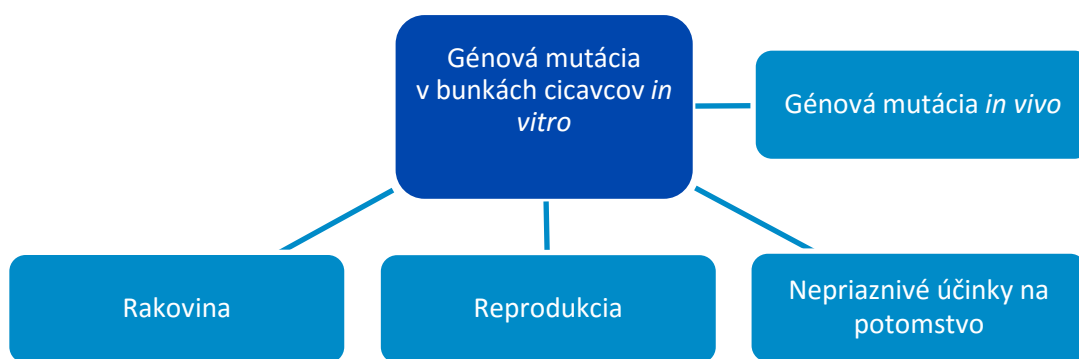 Génová mutácia
v bunkách cicavcov in
vitro
Génová mutácia in vivo
Rakovina
Reprodukcia
Nepriaznivé účinky na
potomstvo